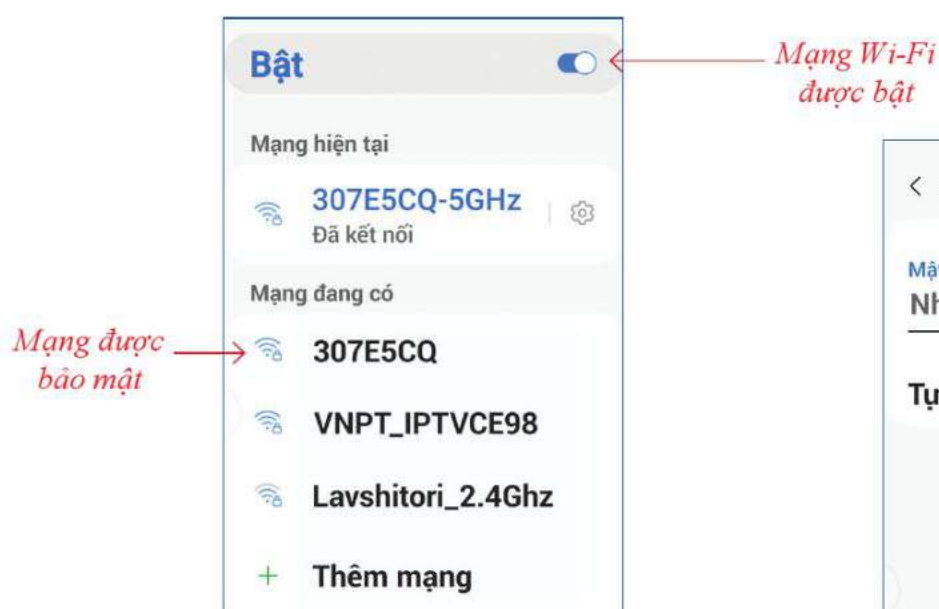 Bật
Mạng Wi-Fi
được bật
Mạng hiện tại
307E5CQ-5GHz
Đã kết nối
Mạng đang có
Mạng được
bảo mật
307E5CQ
VNPT_IPTVCE98
Lavshitori_2.4Ghz
Thêm mạng